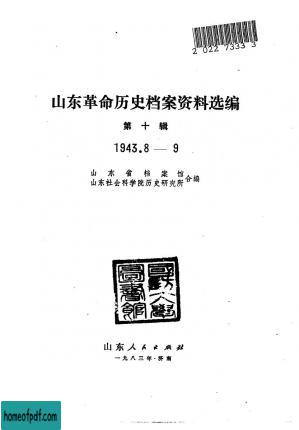 2 022 7333 3
山东革命历史档案资料选编
第十辑
1943.8—9
山东省档案馆
山东社会科学院历史研究所
合编
山东人民出版社
一九八三年·济南
homeofpdf.com
homeofpdf.com